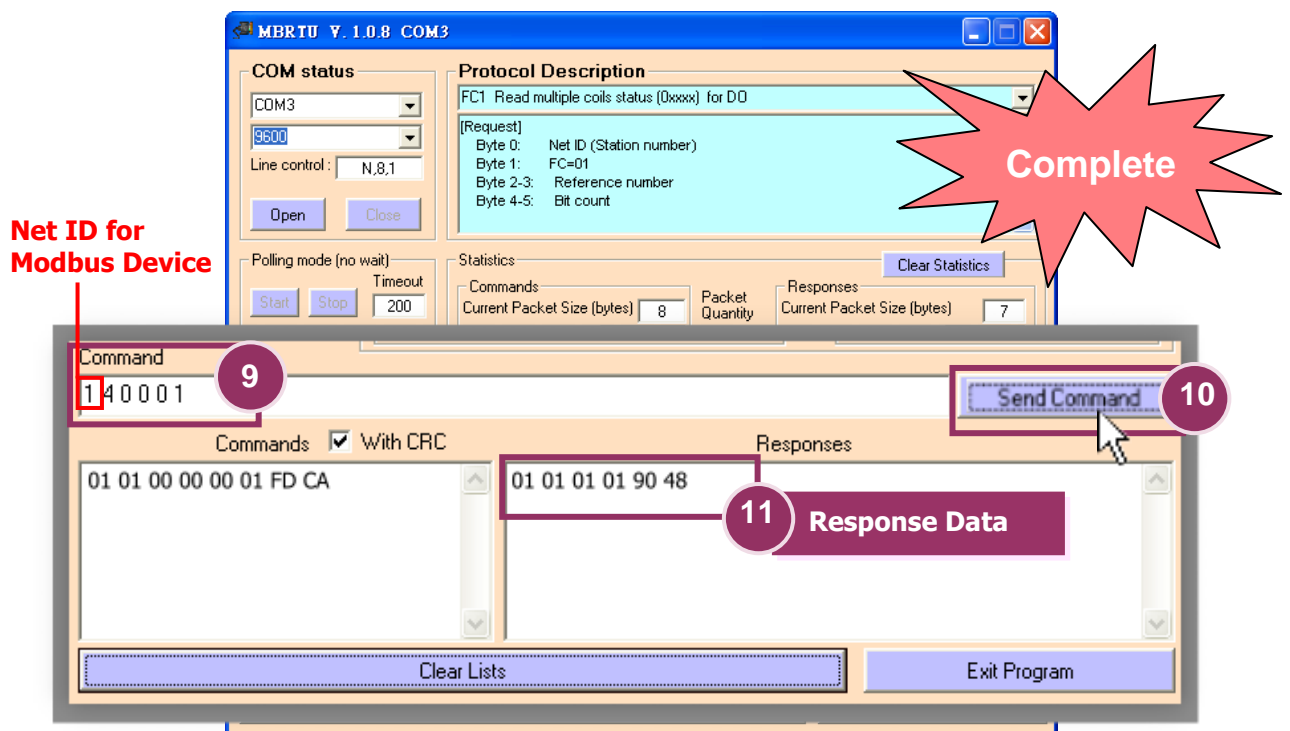 MBRTU V. 1.0.8 COM3
COM status
COM3
9600
Line control : N,8,1
Open Close
Protocol Description
FC1 Read multiple coils status (0xxxx) for DO
[Request]
Byte 0: Net ID (Station number)
Byte 1: FC=01
Byte 2-3: Reference number
Byte 4-5: Bit count
Complete
Net ID for
Modbus Device
Polling mode (no wait)
Timeout
Start Stop 200
Statistics
Clear Statistics
Commands
Current Packet Size (bytes) 8
Packet
Quantity
Responses
Current Packet Size (bytes) 7
Command
9
1 4 0 0 0 1
Send Command
10
Commands With CRC
Responses
01 01 00 00 00 01 FD CA
01 01 01 01 90 48
11
Response Data
Clear Lists
Exit Program